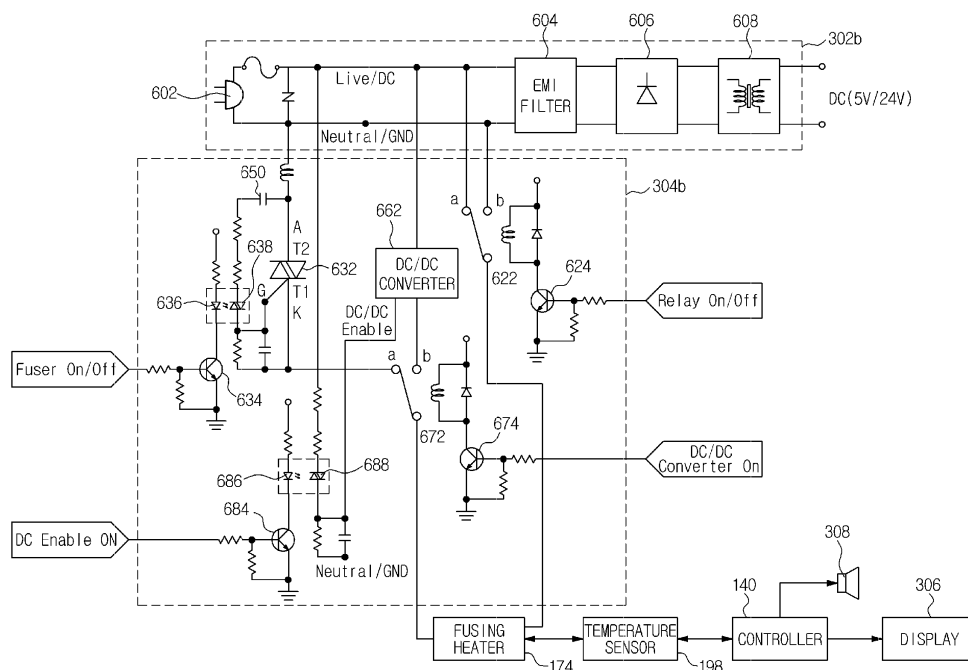 604
606
608
302b
Live/DC
602
EMI
FILTER
DC(5V/24V)
Neutral/GND
650
304b
a
b
A
662
638
T2
632
DC/DC
CONVERTER
622
624
636
G
T1
K
DC/DC
Enable
Relay On/Off
a
b
Fuser On/Off
634
672
674
DC/DC
Converter On
686
688
684
DC Enable ON
308
Neutral/GND
140
306
FUSING
HEATER
TEMPERATURE
SENSOR
CONTROLLER
DISPLAY
174
198